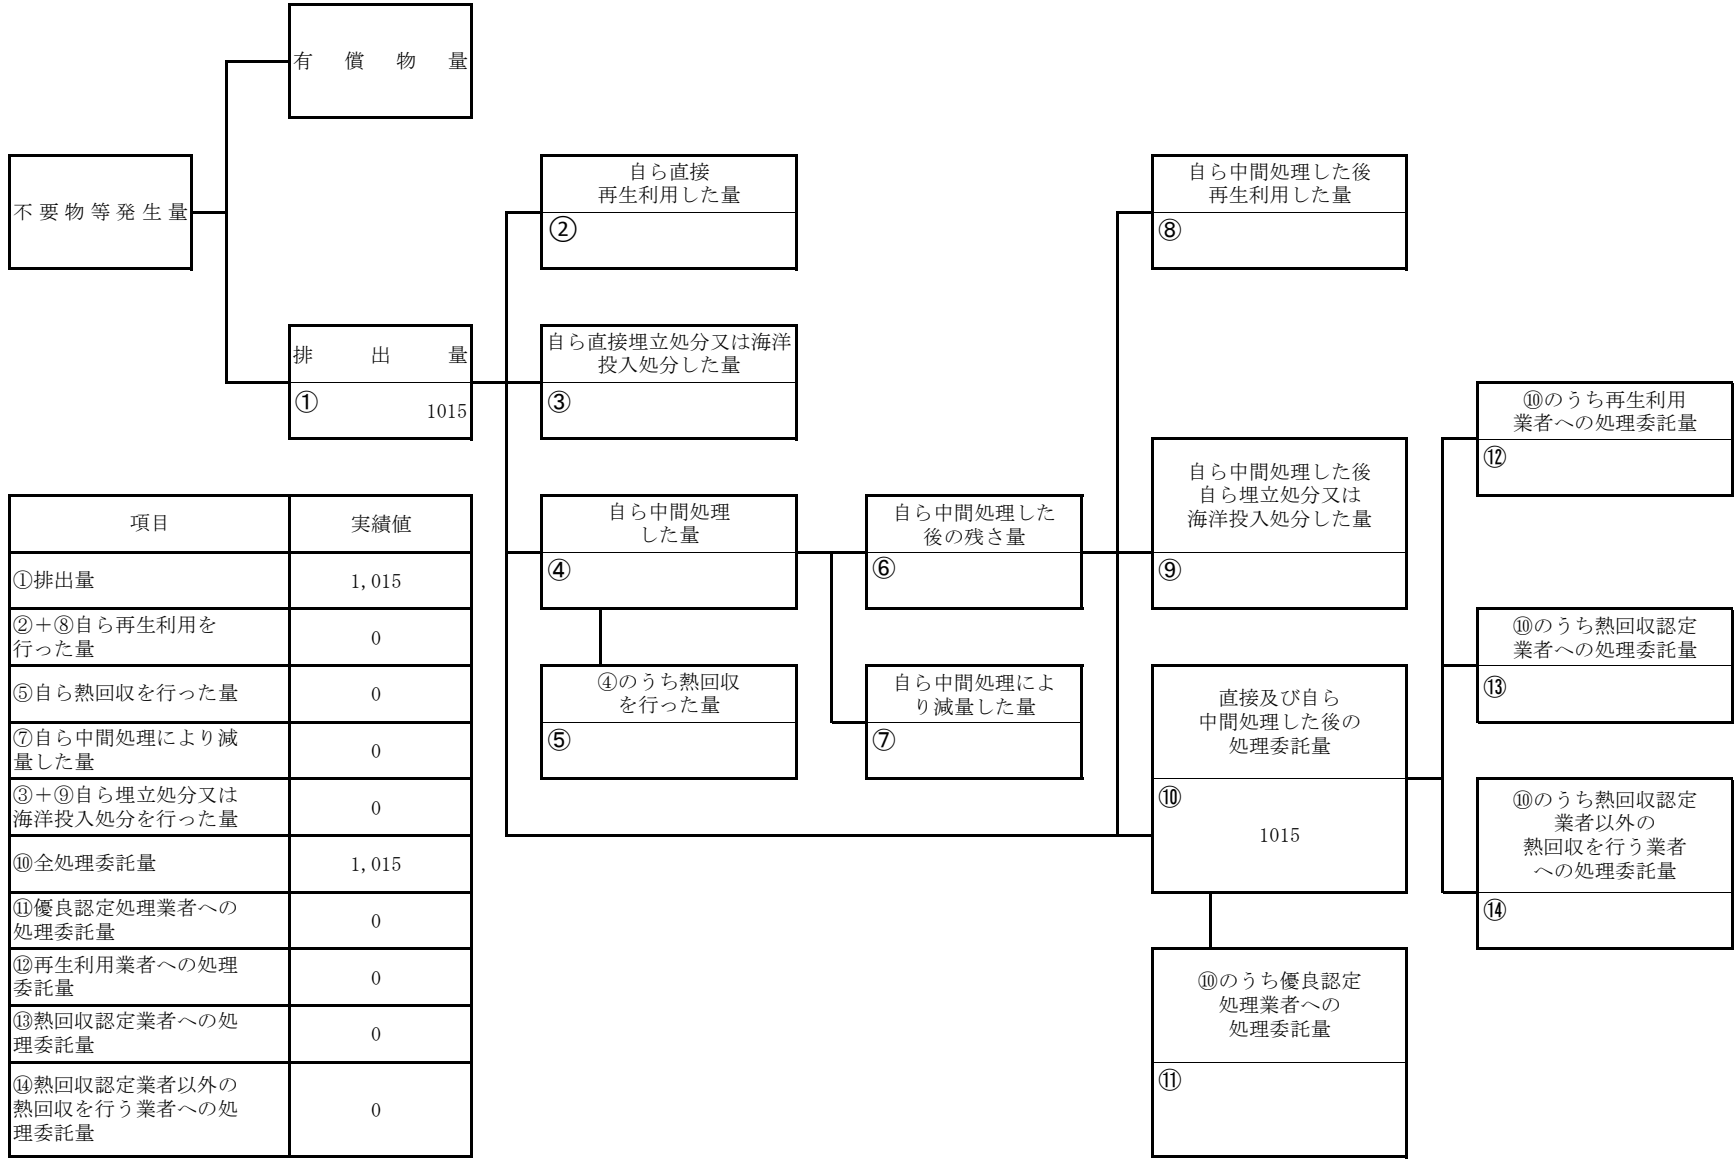 有償物量
不要物等発生量
排出量
①
1015
自ら直接
再生利用した量
②
自ら直接埋立処分又は海洋
投入処分した量
③
自ら中間処理
した量
④
④のうち熱回収
を行った量
⑤
自ら中間処理した
後の残さ量
⑥
自ら中間処理によ
り減量した量
⑦
自ら中間処理した後
再生利用した量
⑧
自ら中間処理した後
自ら埋立処分又は
海洋投入処分した量
⑨
直接及び自ら
中間処理した後の
処理委託量
⑩
1015
⑩のうち優良認定
処理業者への
処理委託量
⑪
⑩のうち再生利用
業者への処理委託量
⑫
⑩のうち熱回収認定
業者への処理委託量
⑬
⑩のうち熱回収認定
業者以外の
熱回収を行う業者
への処理委託量
⑭
項目 実績値
①排出量 1,015
②＋⑧自ら再生利用を
行った量 0
⑤自ら熱回収を行った量 0
⑦自ら中間処理により減
量した量 0
③＋⑨自ら埋立処分又は
海洋投入処分を行った量 0
⑩全処理委託量 1,015
⑪優良認定処理業者への
処理委託量 0
⑫再生利用業者への処理
委託量 0
⑬熱回収認定業者への処
理委託量 0
⑭熱回収認定業者以外の
熱回収を行う業者への処
理委託量 0